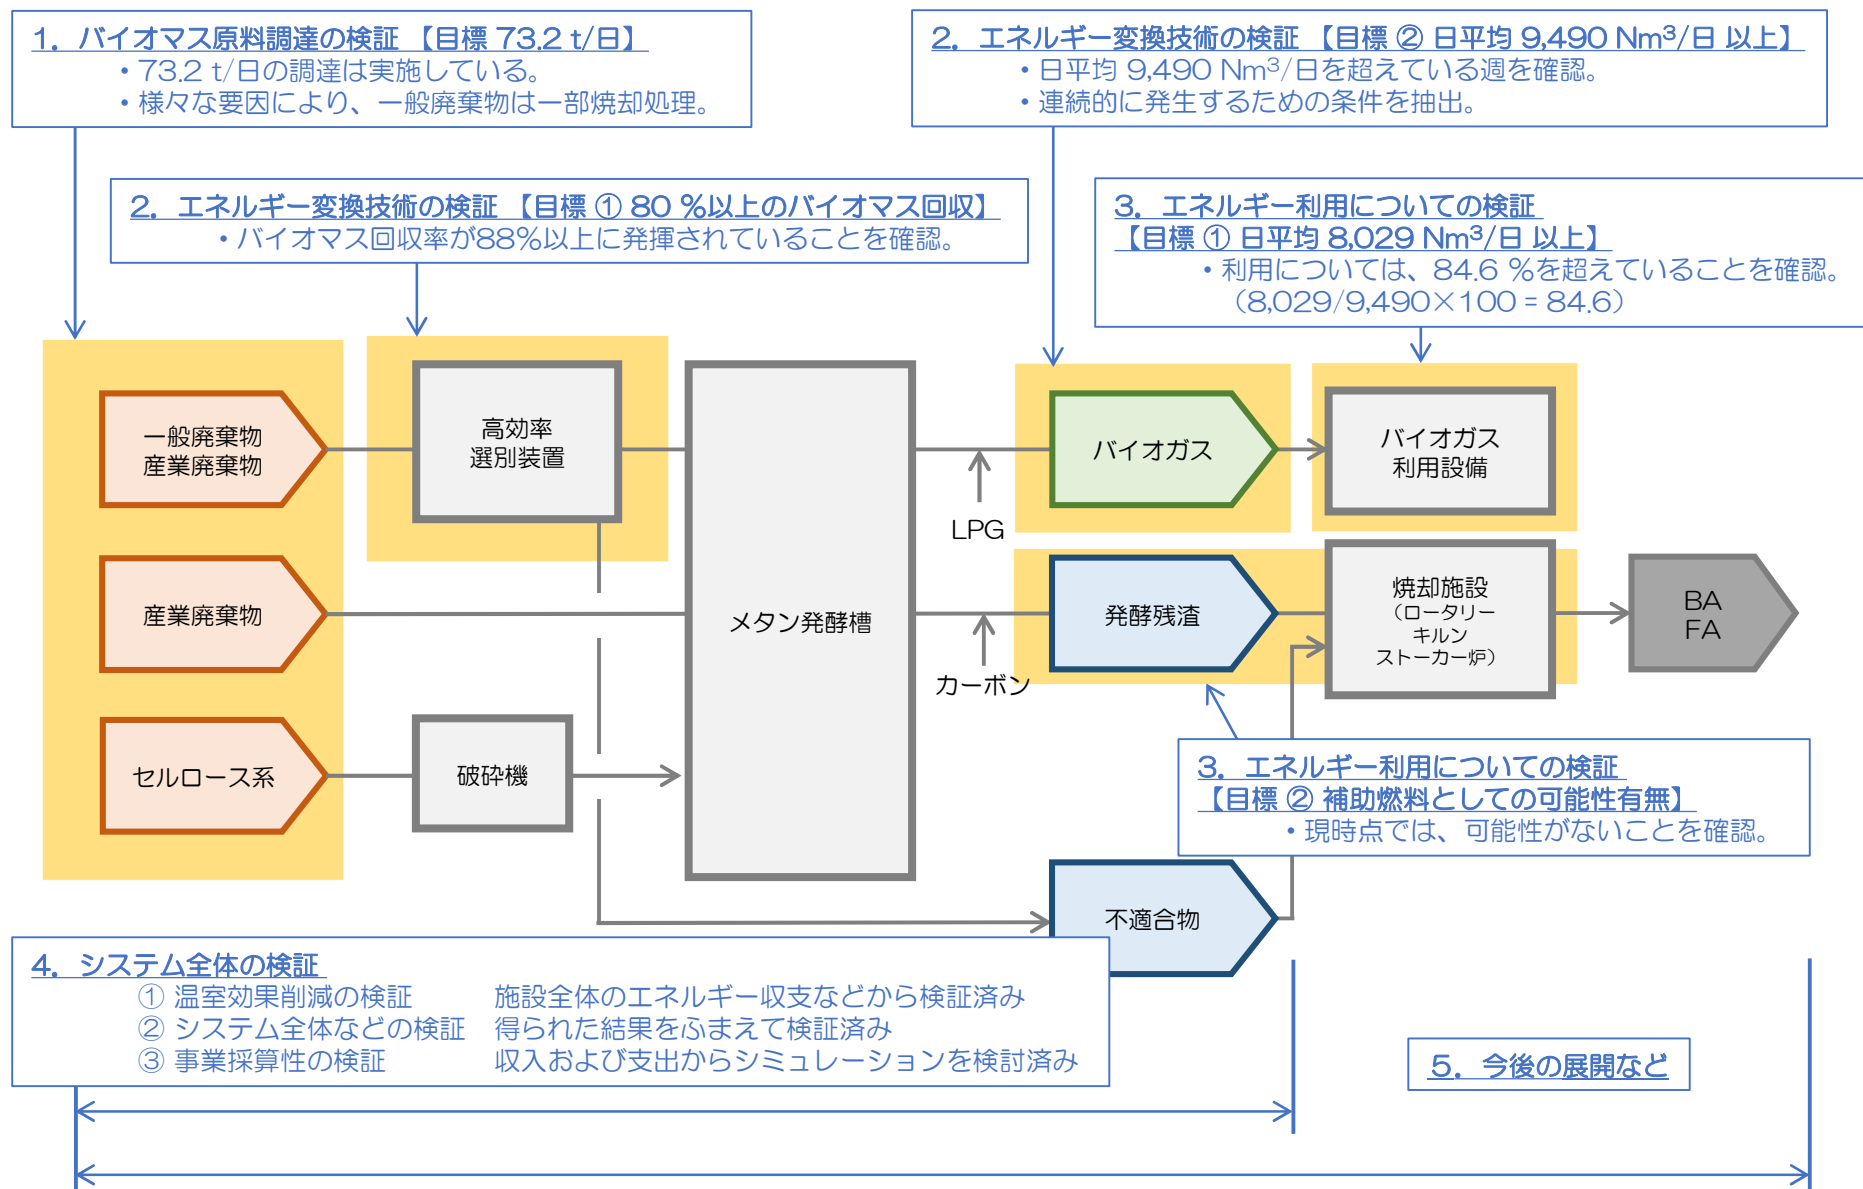 1．バイオマス原料調達の検証 【目標 73.2 t/日】
・73.2 t/日の調達は実施している。
・様々な要因により、一般廃棄物は一部焼却処理。
2．エネルギー変換技術の検証 【目標 ② 日平均 9,490 Nm³/日 以上】
・日平均 9,490 Nm³/日を超えている週を確認。
・連続的に発生するための条件を抽出。
2．エネルギー変換技術の検証 【目標 ① 80 %以上のバイオマス回収】
・バイオマス回収率が88%以上に発揮されていることを確認。
3．エネルギー利用についての検証
【目標 ① 日平均 8,029 Nm³/日 以上】
・利用については、84.6 %を超えていることを確認。
（8,029/9,490×100 = 84.6）
一般廃棄物
産業廃棄物
高効率
選別装置
メタン発酵槽
バイオガス
バイオガス
利用設備
LPG
産業廃棄物
発酵残渣
焼却施設
（ロータリー
キルン
ストーカー炉）
BA
FA
カーボン
セルロース系
破砕機
3．エネルギー利用についての検証
【目標 ② 補助燃料としての可能性有無】
・現時点では、可能性がないことを確認。
不適合物
4．システム全体の検証
① 温室効果削減の検証 施設全体のエネルギー収支などから検証済み
② システム全体などの検証 得られた結果をふまえて検証済み
③ 事業採算性の検証 収入および支出からシミュレーションを検討済み
5．今後の展開など